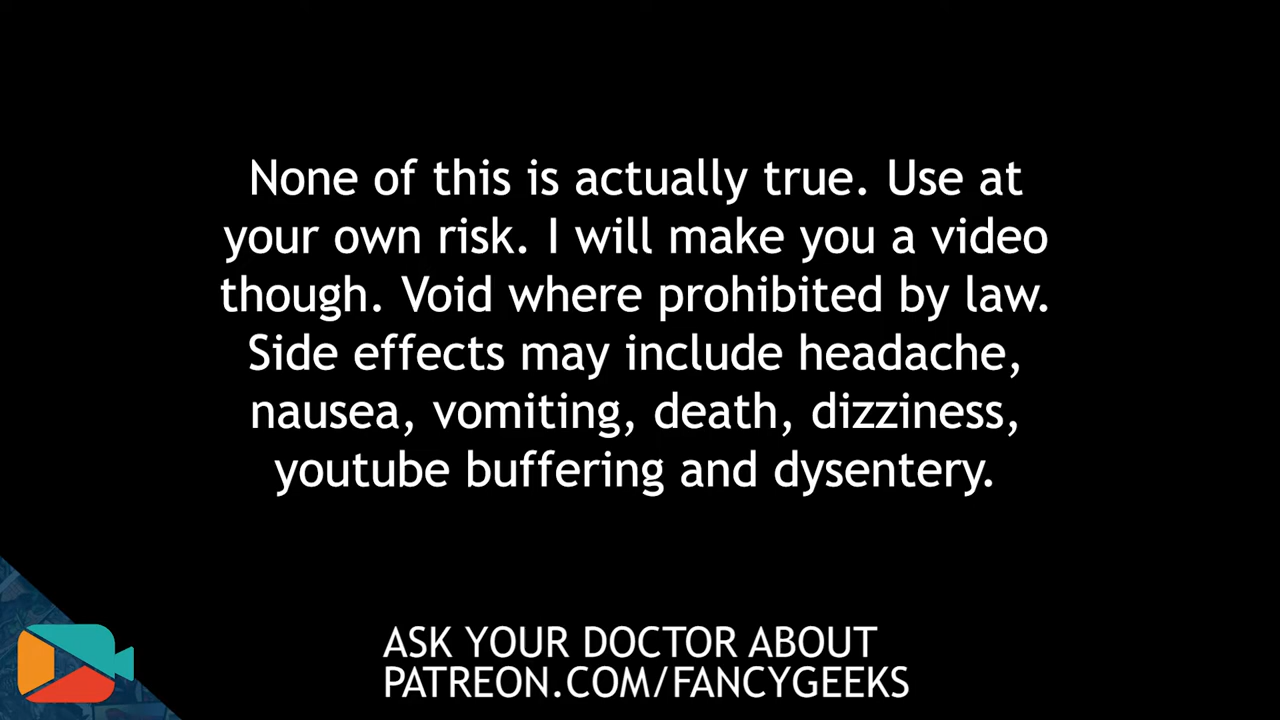 None of this is actually true. Use at
your own risk. I will make you a video
though. Void where prohibited by law.
Side effects may include headache,
nausea, vomiting, death, dizziness,
youtube buffering and dysentery.
ASK YOUR DOCTOR ABOUT
PATREON.COM/FANCYGEEKS